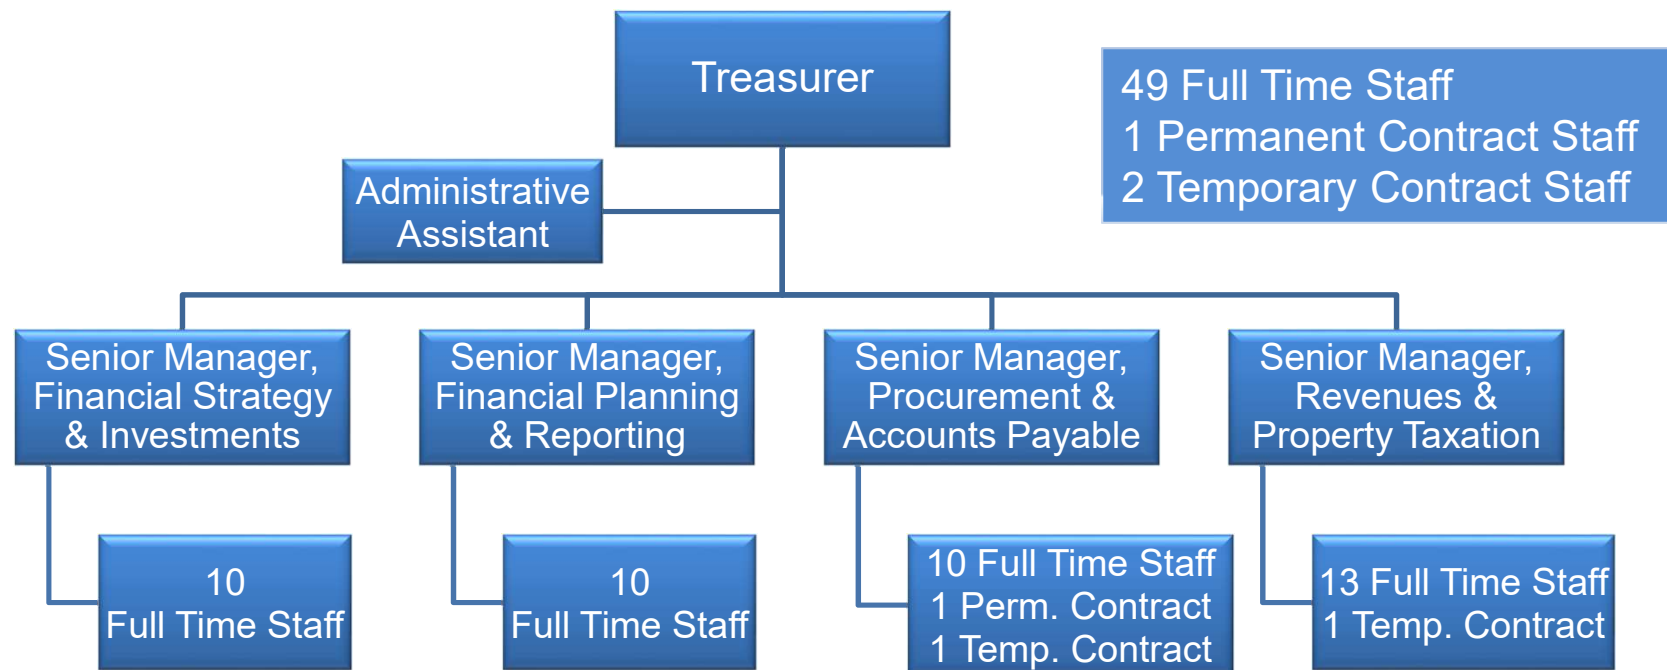 Treasurer
49 Full Time Staff
1 Permanent Contract Staff
2 Temporary Contract Staff
Administrative
Assistant
Senior Manager,
Financial Strategy
& Investments
Senior Manager,
Financial Planning
& Reporting
Senior Manager,
Procurement &
Accounts Payable
Senior Manager,
Revenues &
Property Taxation
10
Full Time Staff
10
Full Time Staff
10 Full Time Staff
1 Perm. Contract
1 Temp. Contract
13 Full Time Staff
1 Temp. Contract